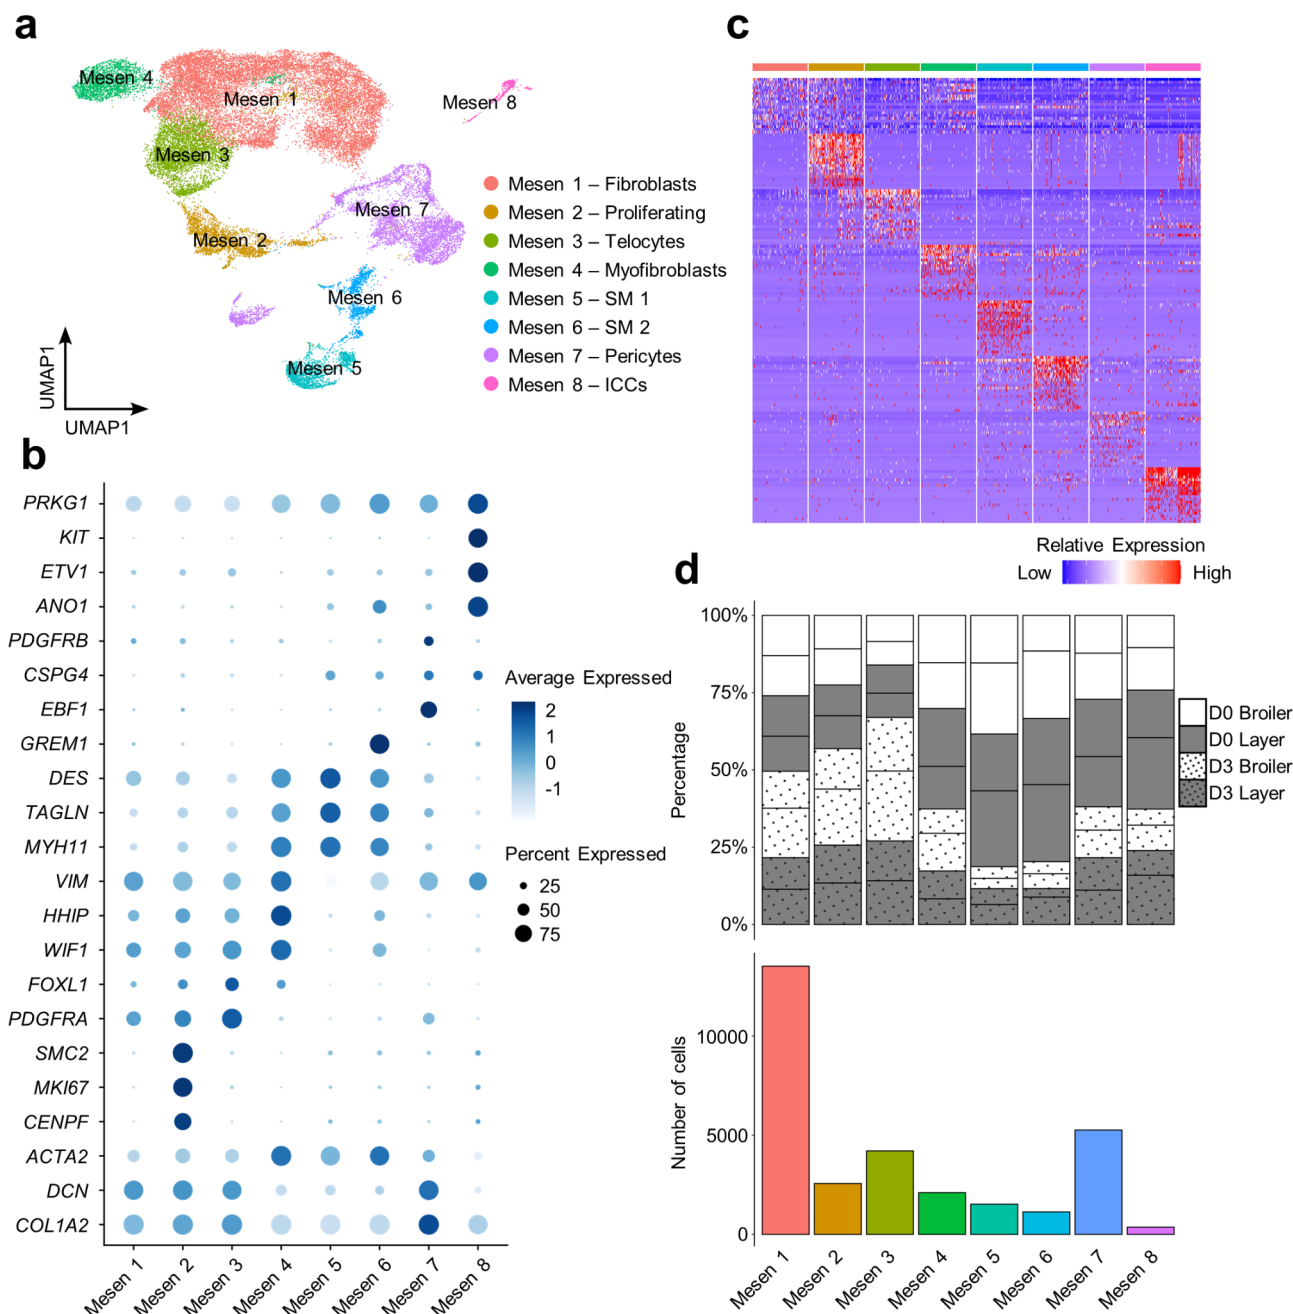 a
Mesen 4
Mesen 1
Mesen 8
Mesen 3
Mesen 7
Mesen 2
Mesen 6
Mesen 5
Mesen 1 – Fibroblasts
Mesen 2 – Proliferating
Mesen 3 – Telocytes
Mesen 4 – Myofibroblasts
Mesen 5 – SM 1
Mesen 6 – SM 2
Mesen 7 – Pericytes
Mesen 8 – ICCs
UMAP1
UMAP1
b
PRKG1
KIT
ETV1
ANO1
PDGFRB
CSPG4
EBF1
GREM1
DES
TAGLN
MYH11
VIM
HHIP
WIF1
FOXL1
PDGFRA
SMC2
MKI67
CENPF
ACTA2
DCN
COL1A2
Mesen 1
Mesen 2
Mesen 3
Mesen 4
Mesen 5
Mesen 6
Mesen 7
Mesen 8
Average Expressed
2
1
0
-1
Percent Expressed
25
50
75
c
Relative Expression
Low
High
d
Percentage
100%
75%
50%
25%
0%
D0 Broiler
D0 Layer
D3 Broiler
D3 Layer
Number of cells
10000
5000
0
Mesen 1
Mesen 2
Mesen 3
Mesen 4
Mesen 5
Mesen 6
Mesen 7
Mesen 8